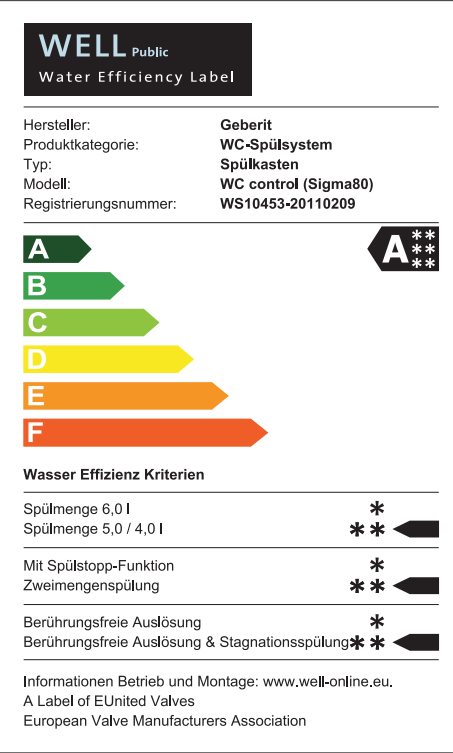 WELL Public
Water Efficiency Label
Hersteller: Geberit
Produktkategorie: WC-Spülsystem
Typ: Spülkasten
Modell: WC control (Sigma80)
Registrierungsnummer: WS10453-20110209
A A ** ** **
B
C
D
E
F
Wasser Effizienz Kriterien
Spülmenge 6,0 l *
Spülmenge 5,0 / 4,0 l **
Mit Spülstopp-Funktion *
Zweimengenspülung **
Berührungsfreie Auslösung *
Berührungsfreie Auslösung & Stagnationsspülung **
Informationen Betrieb und Montage: www.well-online.eu.
A Label of EUnited Valves
European Valve Manufacturers Association